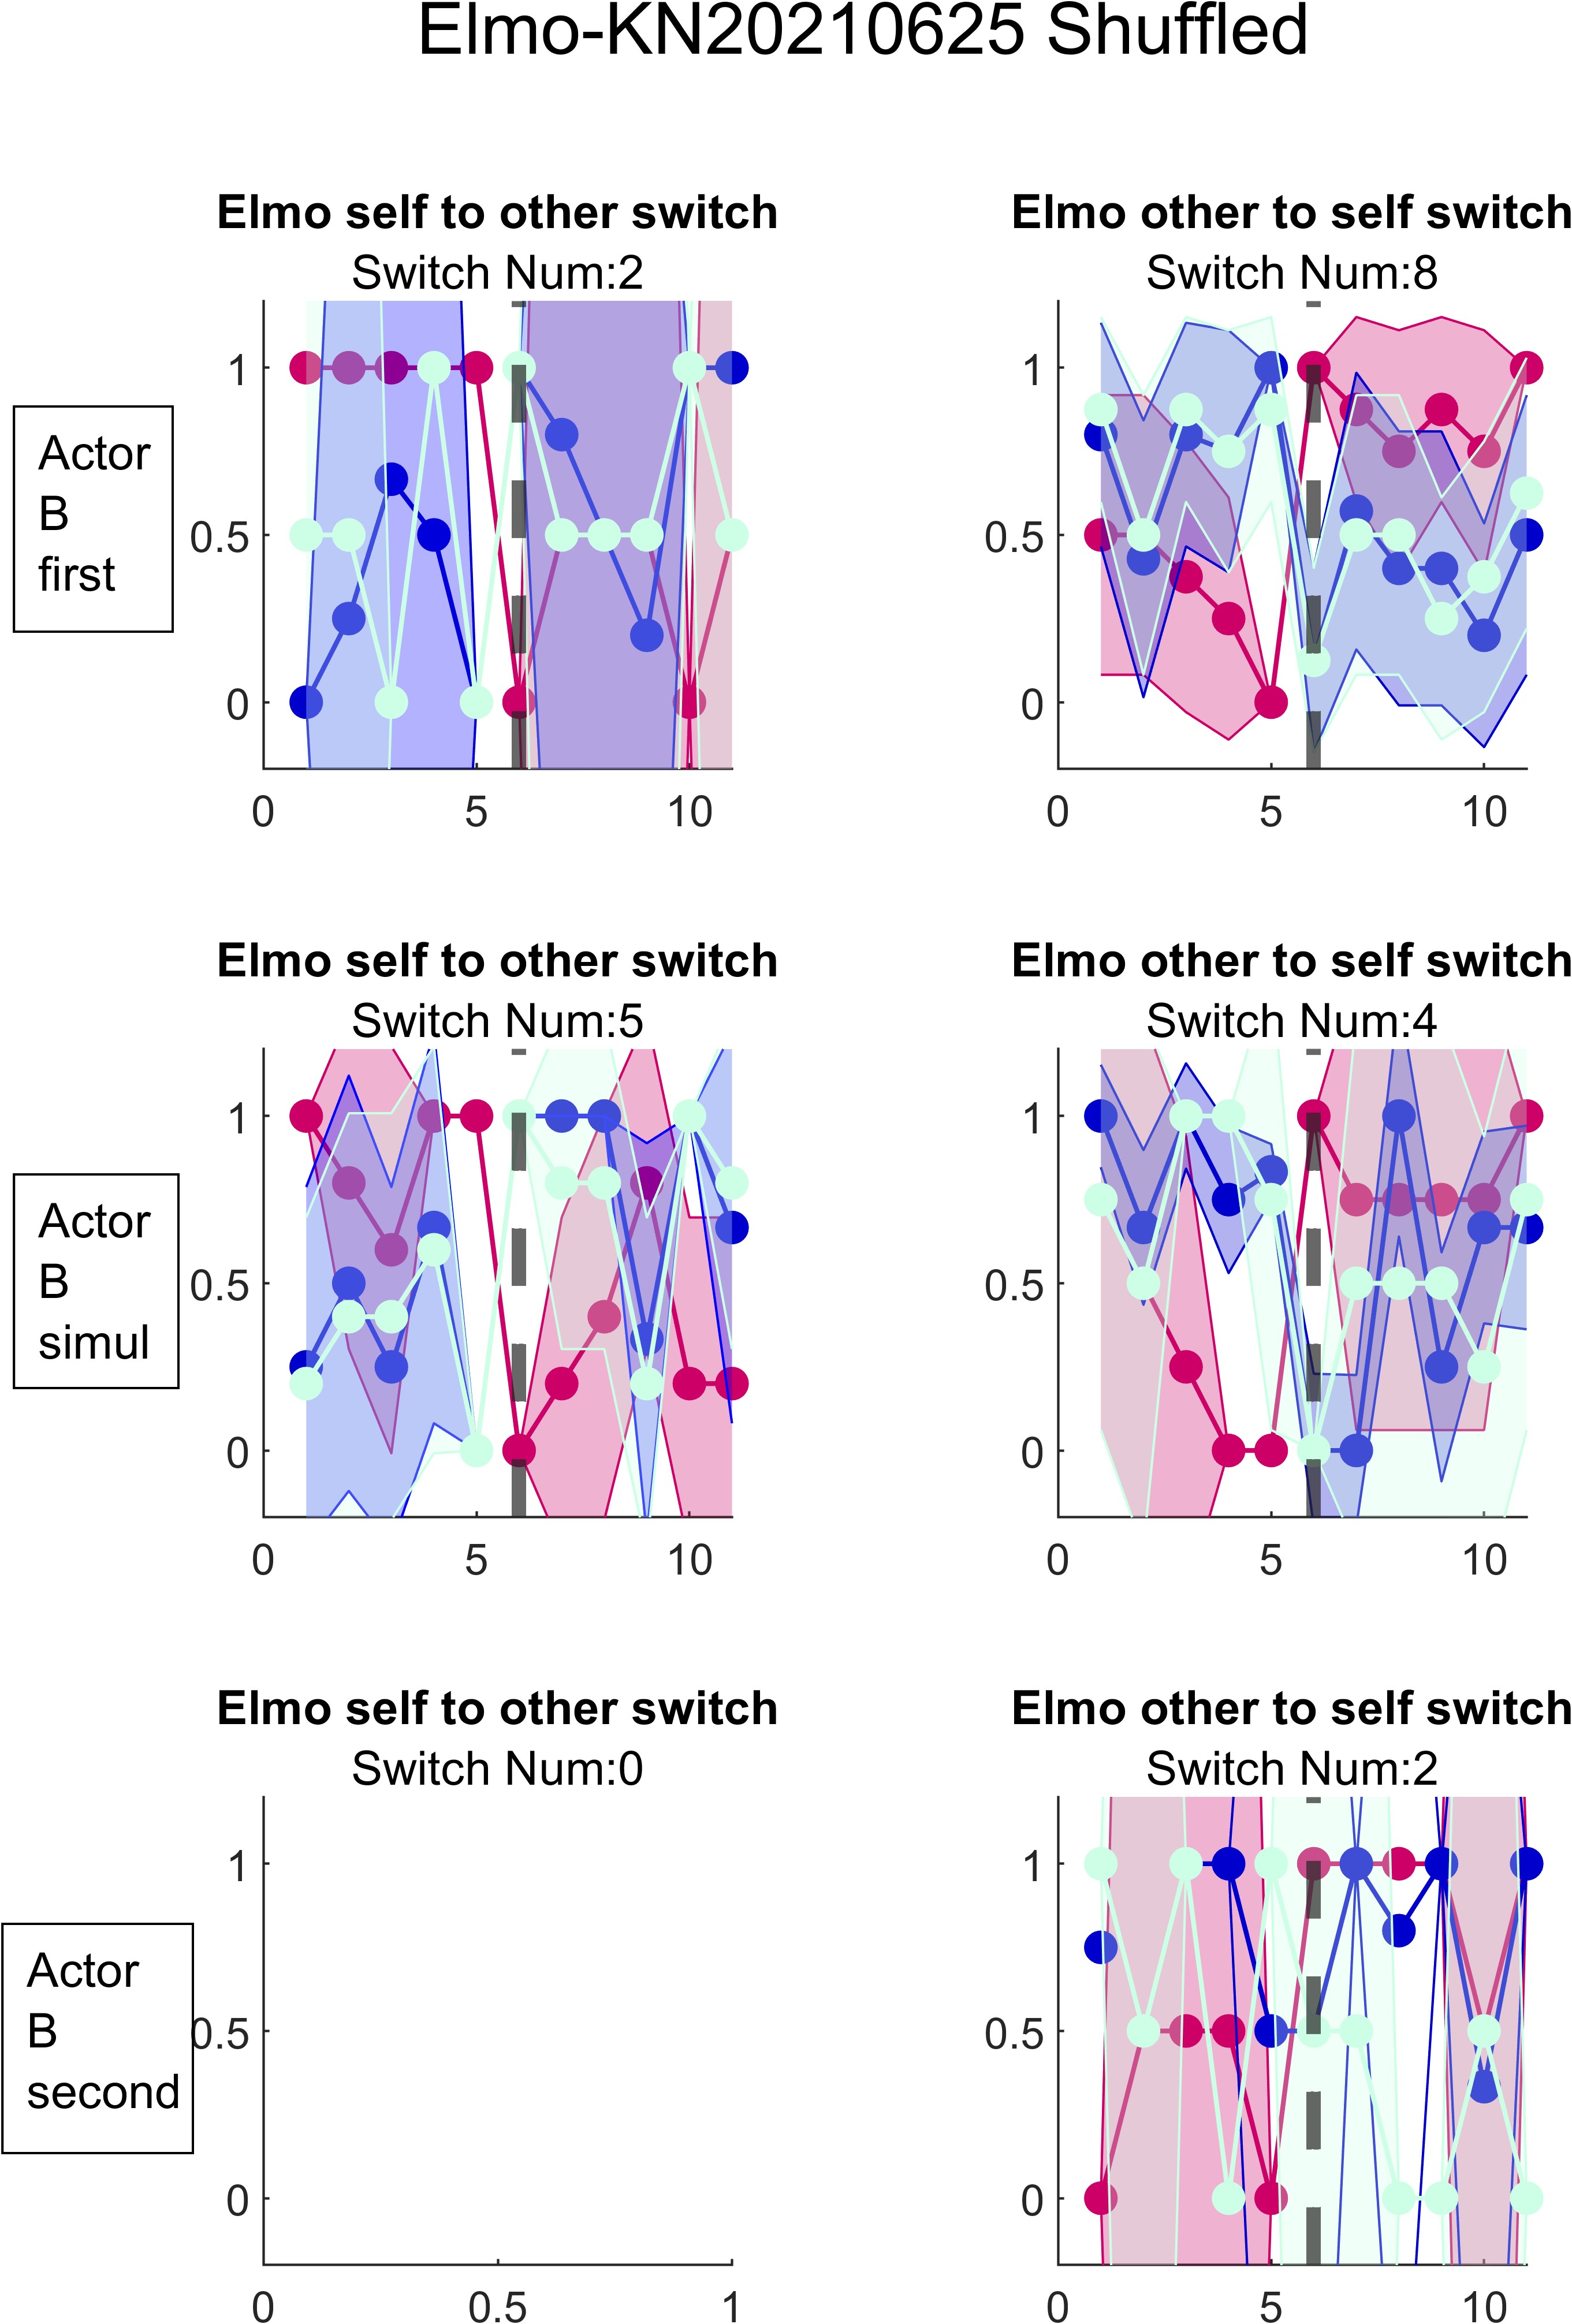 Elmo-KN20210625 Shuffled
Elmo self to other switch
Switch Num:2
Elmo other to self switch
Switch Num:8
Actor
B
first
1
0.5
0
0 5 10
1
0.5
0
0 5 10
Elmo self to other switch
Switch Num:5
Elmo other to self switch
Switch Num:4
Actor
B
simul
1
0.5
0
0 5 10
1
0.5
0
0 5 10
Elmo self to other switch
Switch Num:0
Elmo other to self switch
Switch Num:2
Actor
B
second
1
0.5
0
0 0.5 1
1
0.5
0
0 5 10